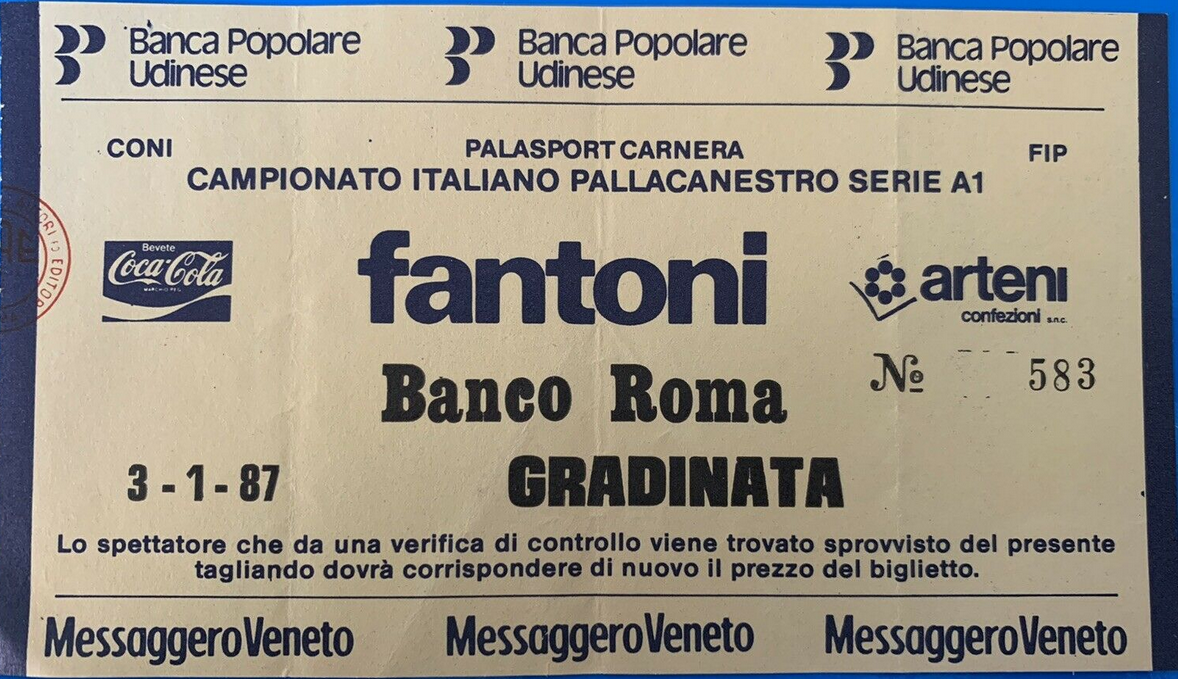 Banca Popolare Udinese Banca Popolare Udinese Banca Popolare Udinese
CONI PALASPORT CARNERA FIP
CAMPIONATO ITALIANO PALLACANESTRO SERIE A1
Bevete
Coca-Cola
MARCHIO REG.
fantoni
arteni
confezioni s.n.c.
Banco Roma
№ 583
3 - 1 - 87 GRADINATA
Lo spettatore che da una verifica di controllo viene trovato sprovvisto del presente
tagliando dovrà corrispondere di nuovo il prezzo del biglietto.
MessaggeroVeneto MessaggeroVeneto MessaggeroVeneto